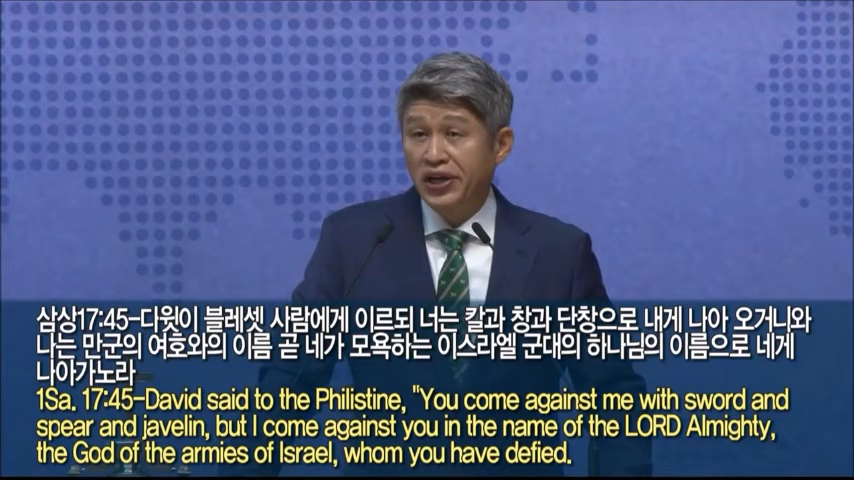 삼상17:45-다윗이 블레셋 사람에게 이르되 너는 칼과 창과 단창으로 내게 나아 오거니와
나는 만군의 여호와의 이름 곧 네가 모욕하는 이스라엘 군대의 하나님의 이름으로 네게
나아가노라
1Sa. 17:45-David said to the Philistine, "You come against me with sword and
spear and javelin, but I come against you in the name of the LORD Almighty,
the God of the armies of Israel, whom you have defied.